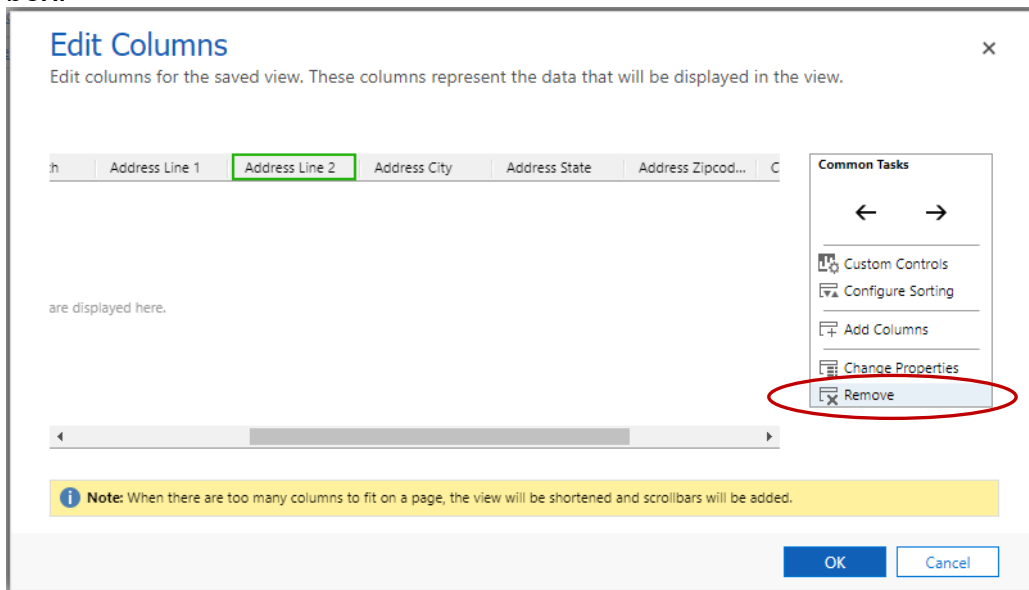 Edit Columns
Edit columns for the saved view. These columns represent the data that will be displayed in the view.
Address Line 1 Address Line 2 Address City Address State Address Zipcod... C
Common Tasks
Custom Controls
Configure Sorting
are displayed here.
Add Columns
Change Properties
Remove
Note: When there are too many columns to fit on a page, the view will be shortened and scrollbars will be added.
OK Cancel